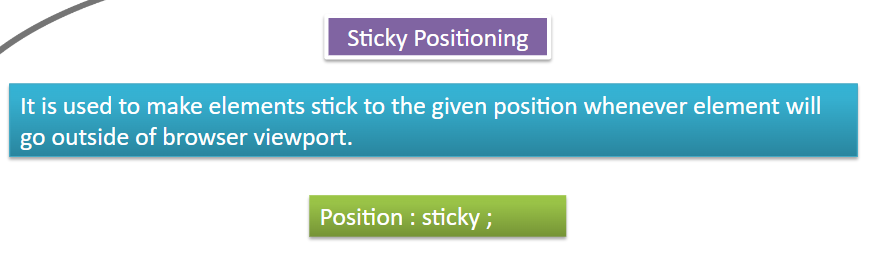 Sticky Positioning
It is used to make elements stick to the given position whenever element will
go outside of browser viewport.
Position : sticky ;